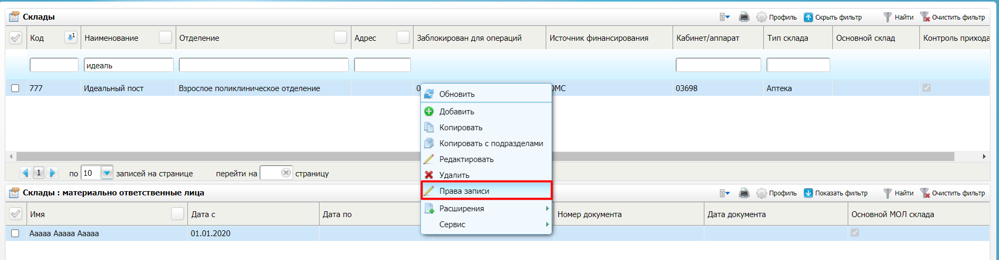 Склады Профиль Скрыть фильтр Найти Очистить фильтр
Код 1 Наименование Отделение Адрес Заблокирован для операций Источник финансирования Кабинет/аппарат Тип склада Основной склад Контроль прихода
идеаль
777 Идеальный пост Взрослое поликлиническое отделение 0 ОМС 03698 Аптека
Обновить
Добавить
Копировать
Копировать с подразделами
Редактировать
Удалить
Права записи
Расширения
Сервис
1 по 10 записей на странице перейти на страницу
Склады : материально ответственные лица Профиль Показать фильтр Найти Очистить фильтр
Имя Дата с Дата по Номер документа Дата документа Основной МОЛ склада
Ааааа Ааааа Ааааа 01.01.2020